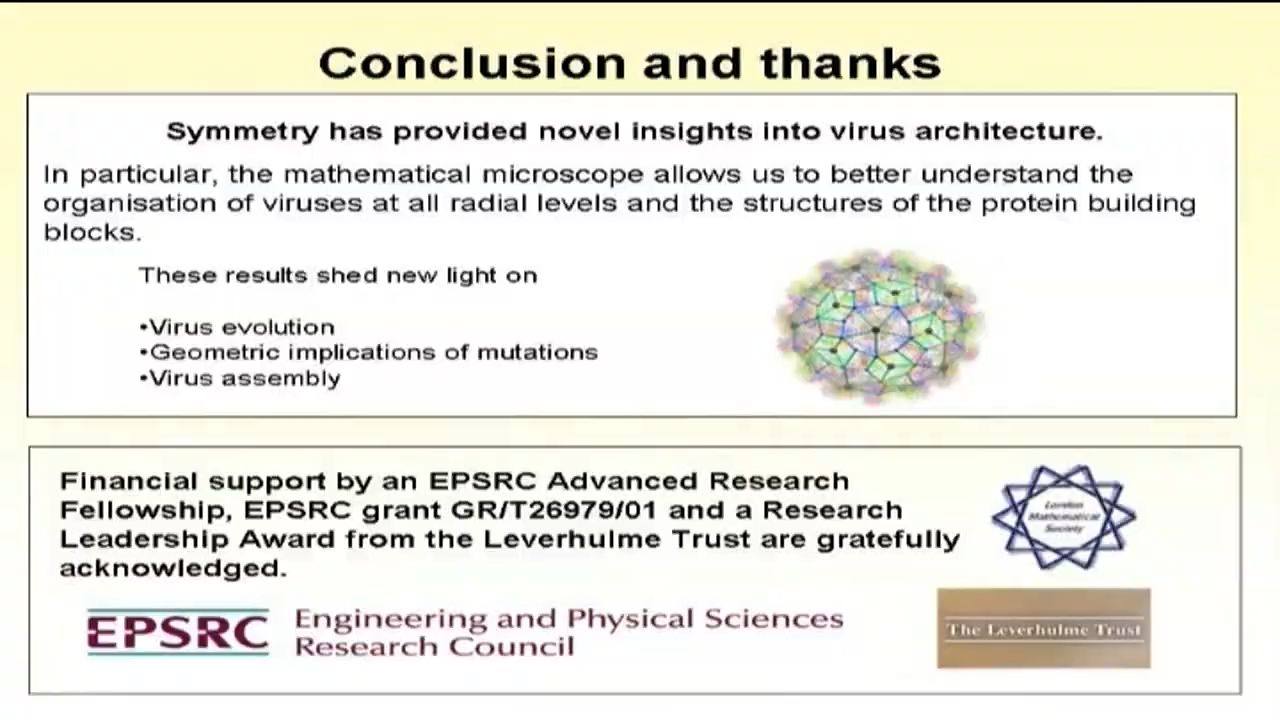 Conclusion and thanks
Symmetry has provided novel insights into virus architecture.
In particular, the mathematical microscope allows us to better understand the
organisation of viruses at all radial levels and the structures of the protein building
blocks.
These results shed new light on
•Virus evolution
•Geometric implications of mutations
•Virus assembly
Financial support by an EPSRC Advanced Research
Fellowship, EPSRC grant GR/T26979/01 and a Research
Leadership Award from the Leverhulme Trust are gratefully
acknowledged.
London
Mathematical
Society
EPSRC
Engineering and Physical Sciences
Research Council
The Leverhulme Trust